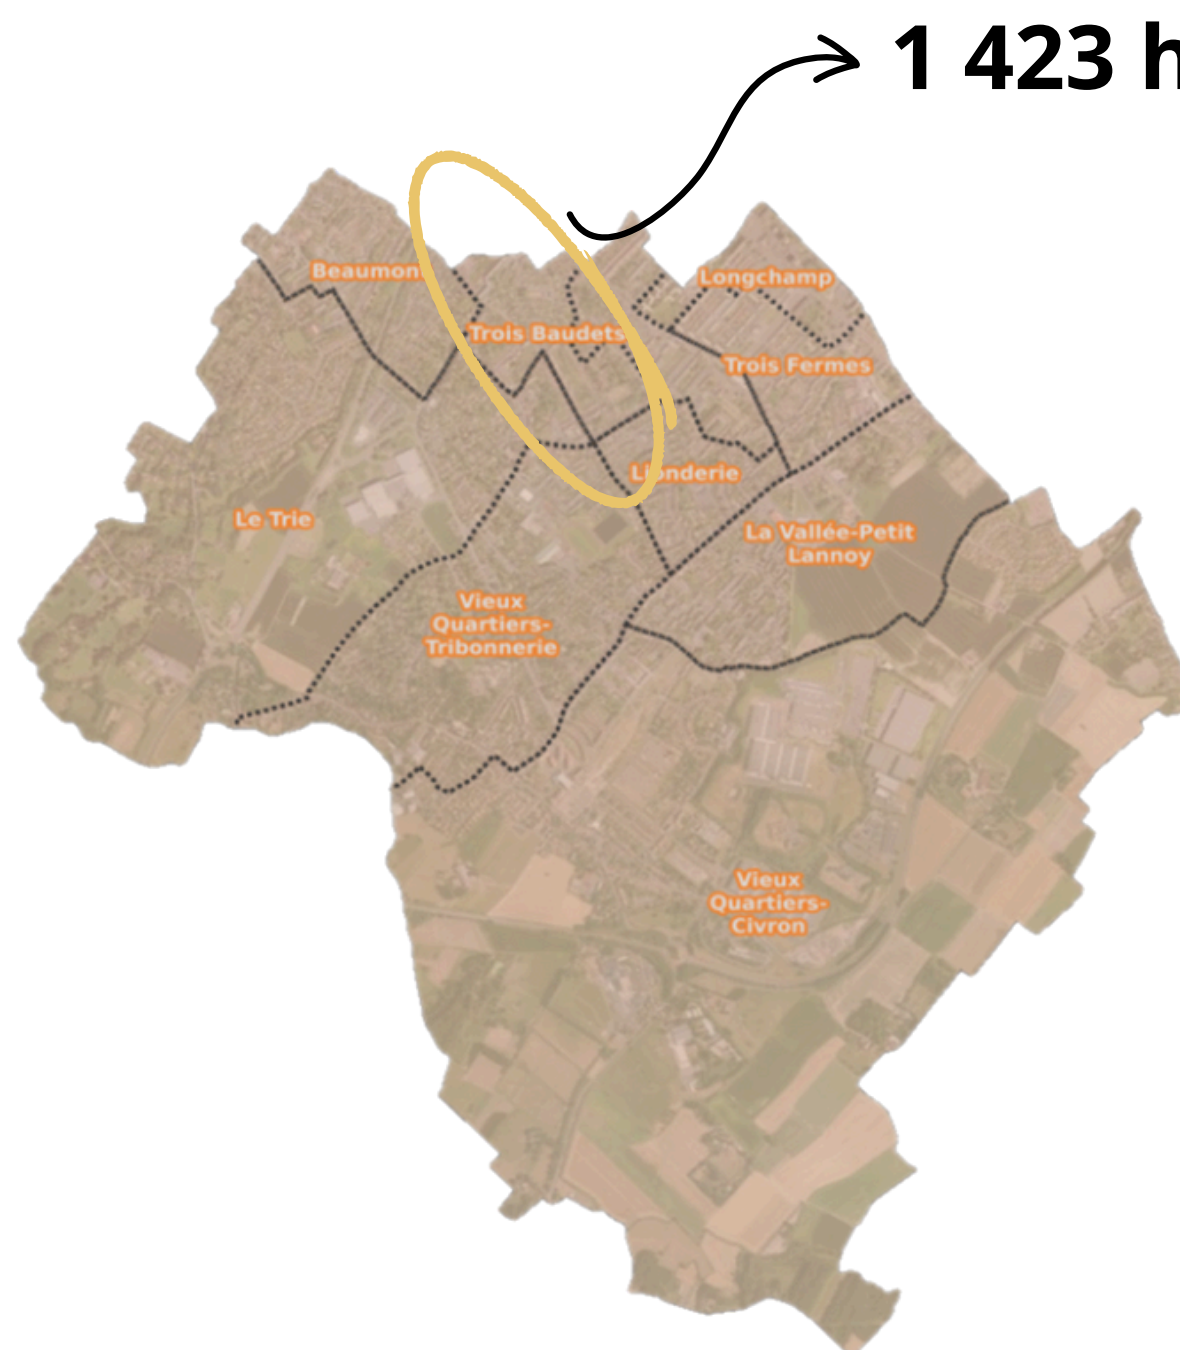 1 423 h
Beaumont
Longchamp
Trois Baudets
Trois Fermes
Lionderie
Le Trie
La Vallée-Petit
Lannoy
Vieux
Quartiers-
Tribonnerie
Vieux
Quartiers-
Civron